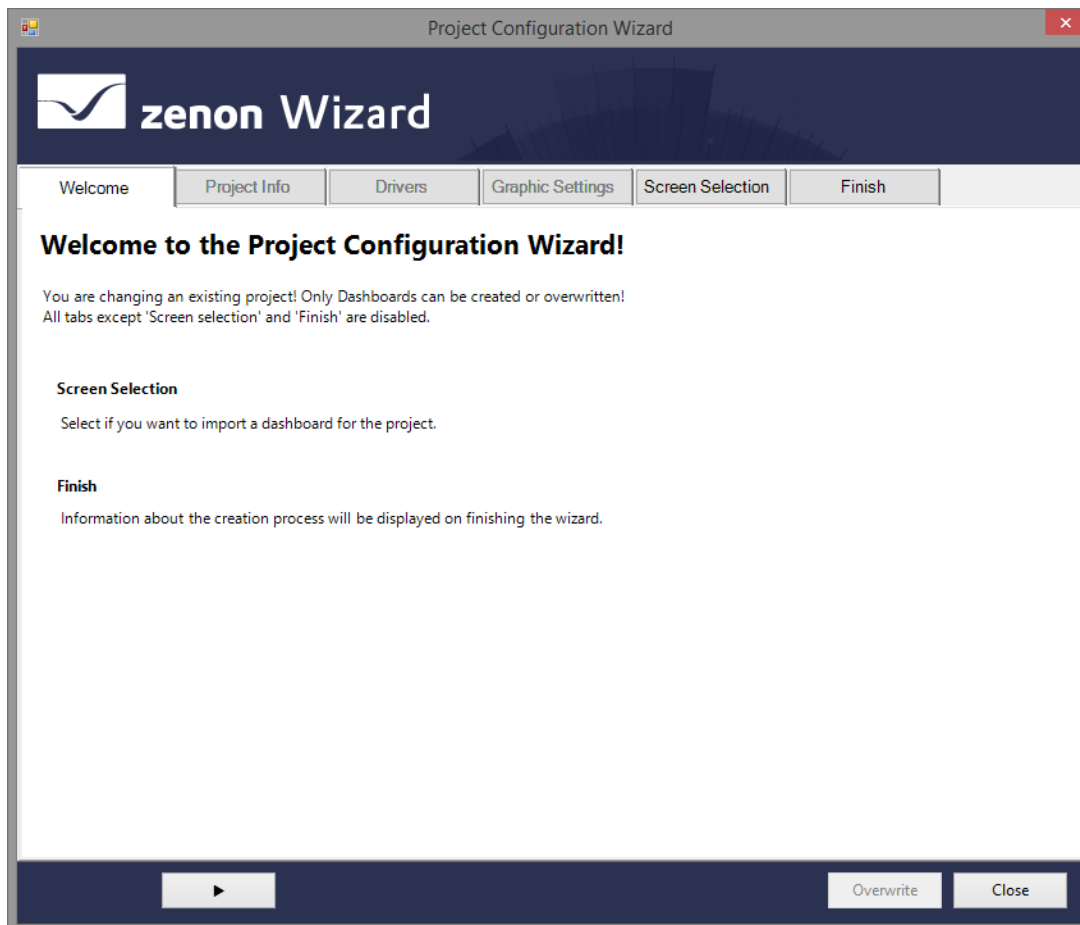 Project Configuration Wizard
zenon Wizard
Welcome
Project Info
Drivers
Graphic Settings
Screen Selection
Finish
Welcome to the Project Configuration Wizard!
You are changing an existing project! Only Dashboards can be created or overwritten!
All tabs except 'Screen selection' and 'Finish' are disabled.
Screen Selection
Select if you want to import a dashboard for the project.
Finish
Information about the creation process will be displayed on finishing the wizard.
Overwrite
Close